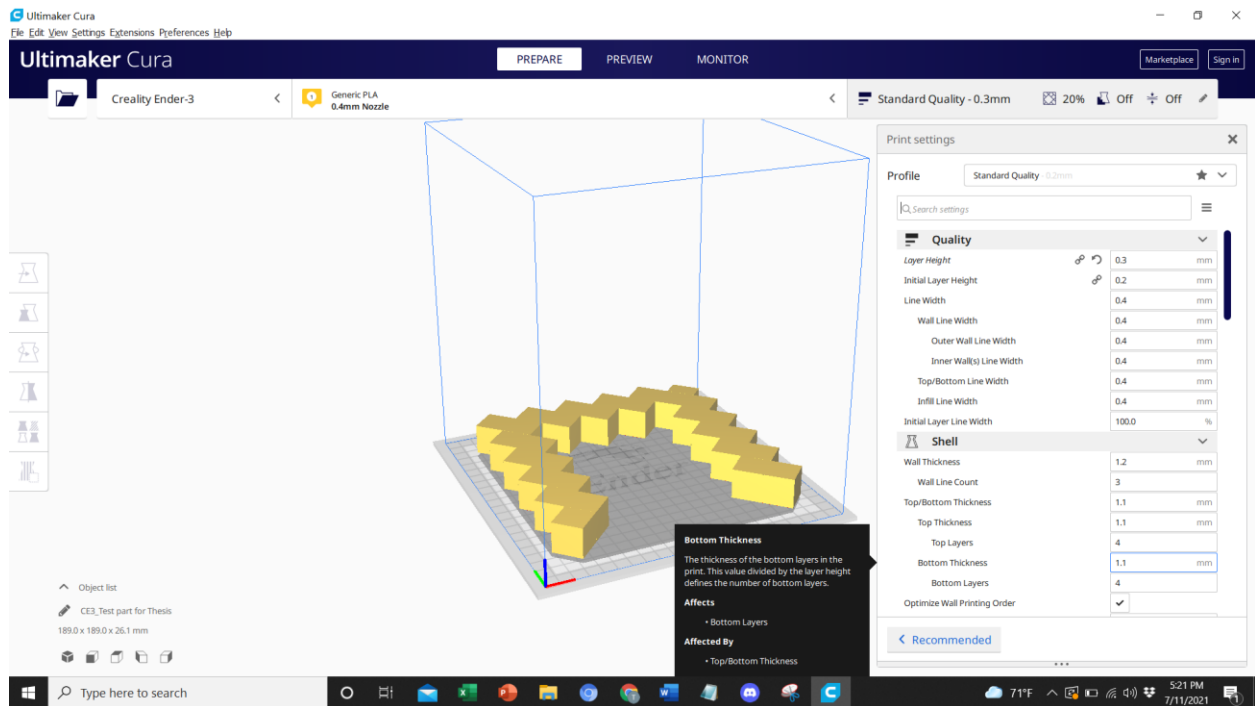 Ultimaker Cura
File Edit View Settings Extensions Preferences Help
Ultimaker Cura
PREPARE
PREVIEW
MONITOR
Marketplace
Sign in
Creality Ender-3
1
Generic PLA
0.4mm Nozzle
Standard Quality - 0.3mm
20%
Off
Off
Print settings
Profile
Standard Quality - 0.2mm
Search settings
Quality
Layer Height 0.3 mm
Initial Layer Height 0.2 mm
Line Width 0.4 mm
Wall Line Width 0.4 mm
Outer Wall Line Width 0.4 mm
Inner Wall(s) Line Width 0.4 mm
Top/Bottom Line Width 0.4 mm
Infill Line Width 0.4 mm
Initial Layer Line Width 100.0 %
Shell
Wall Thickness 1.2 mm
Wall Line Count 3
Top/Bottom Thickness 1.1 mm
Top Thickness 1.1 mm
Top Layers 4
Bottom Thickness 1.1 mm
Bottom Layers 4
Optimize Wall Printing Order
Recommended
ender
Bottom Thickness
The thickness of the bottom layers in the
print. This value divided by the layer height
defines the number of bottom layers.
Affects
• Bottom Layers
Affected By
• Top/Bottom Thickness
Object list
CE3_Test part for Thesis
189.0 x 189.0 x 26.1 mm
Type here to search
71°F
5:21 PM
7/11/2021
1